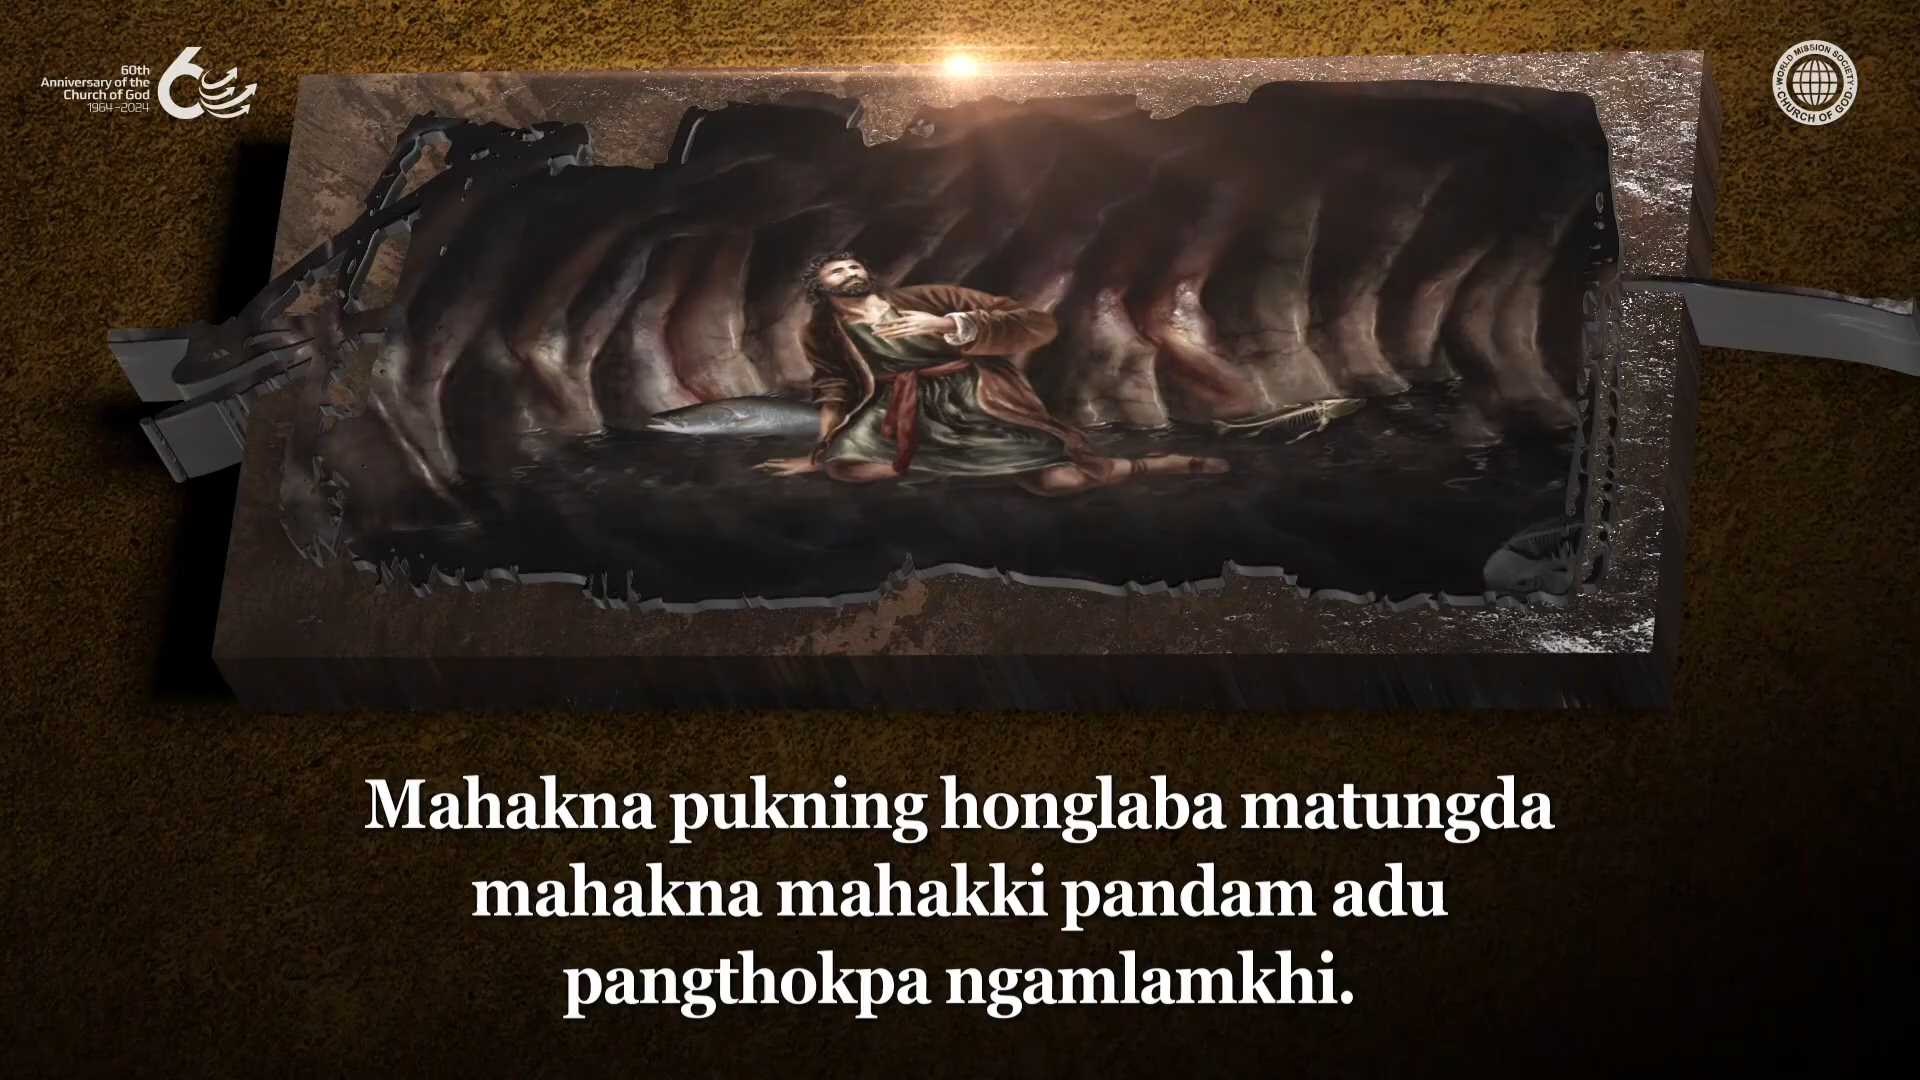 60th
Anniversary of the
Church of God
1964-2024
60
WORLD MISSION SOCIETY
CHURCH OF GOD
Mahakna pukning honglaba matungda
mahakna mahakki pandam adu
pangthokpa ngamlamkhi.